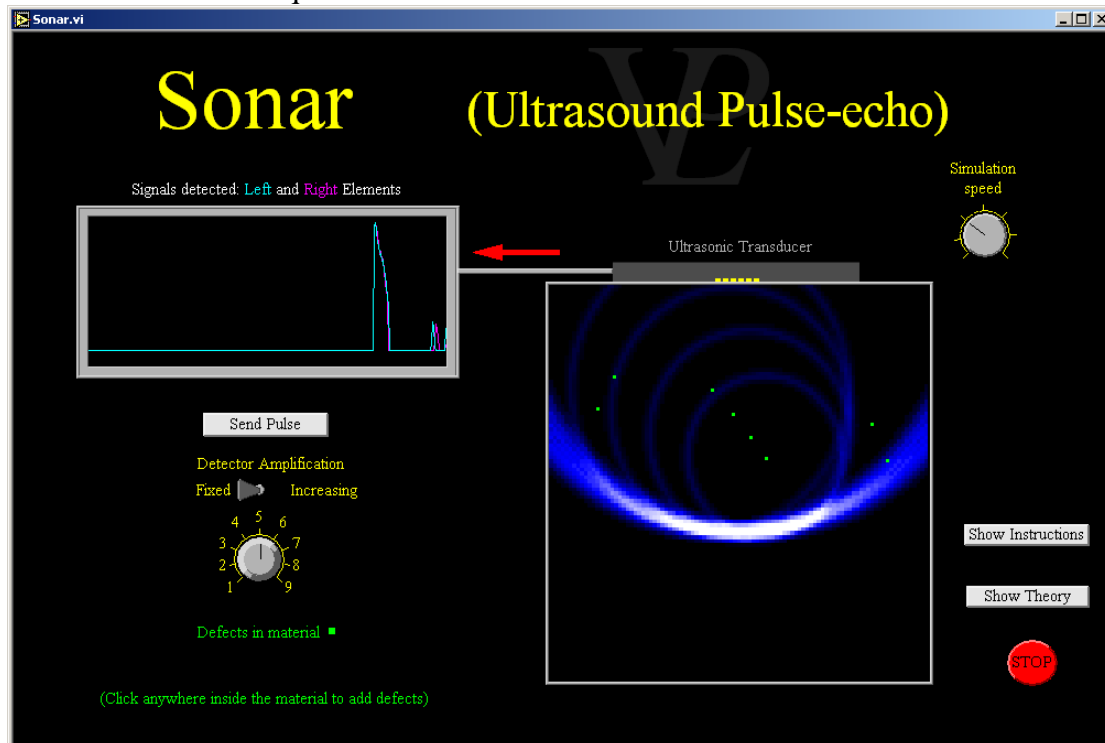 Sonar.vi
Sonar (Ultrasound Pulse-echo)
VPL
Simulation
speed
Signals detected: Left and Right Elements
Ultrasonic Transducer
Send Pulse
Detector Amplification
Fixed Increasing
4 5 6
3 7
2 8
1 9
Show Instructions
Show Theory
Defects in material
STOP
(Click anywhere inside the material to add defects)